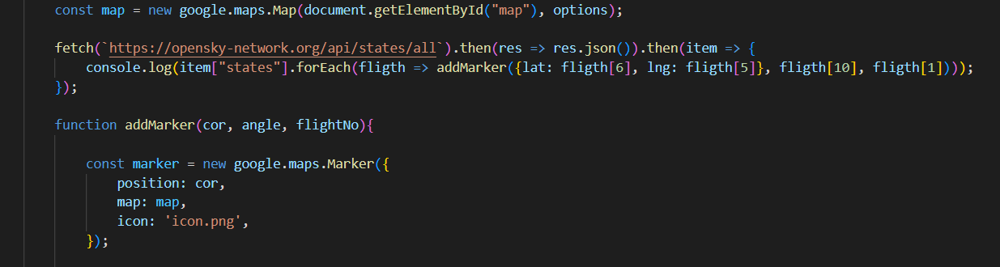 const map = new google.maps.Map(document.getElementById("map"), options);
fetch(`https://opensky-network.org/api/states/all`).then(res => res.json()).then(item => {
console.log(item["states"].forEach(fligth => addMarker({lat: fligth[6], lng: fligth[5]}, fligth[10], fligth[1])));
});
function addMarker(cor, angle, flightNo){
const marker = new google.maps.Marker({
position: cor,
map: map,
icon: 'icon.png',
});